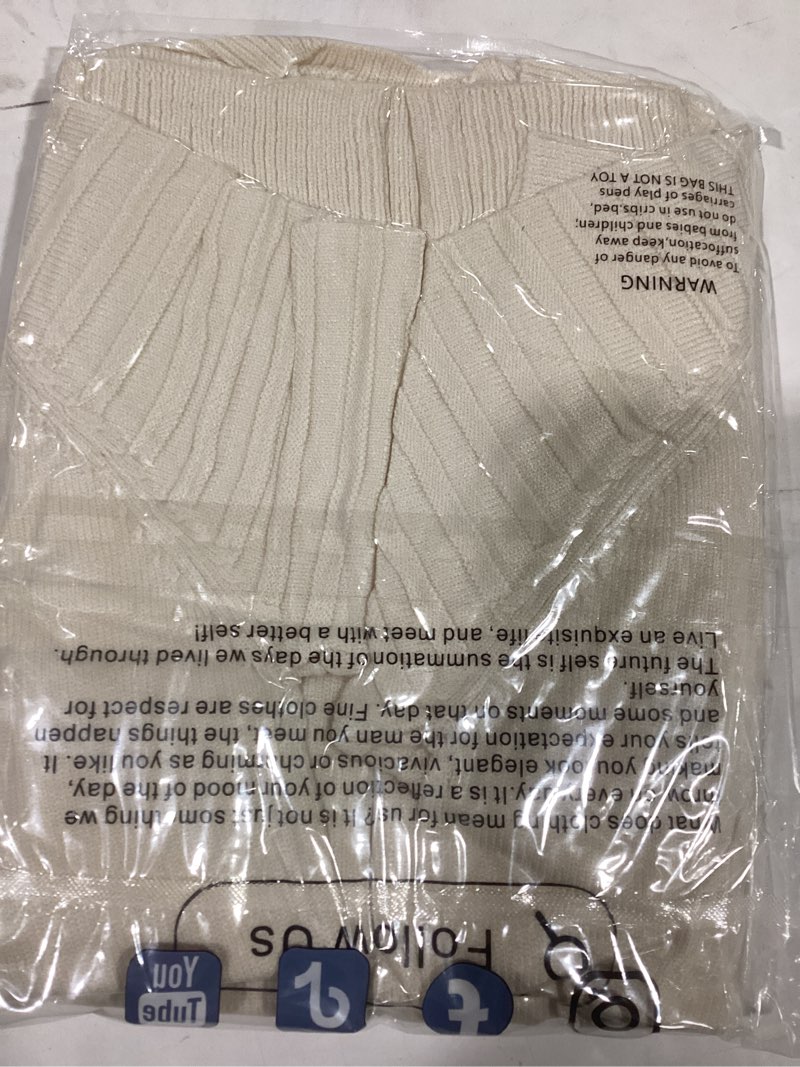 You
Tube
Follow Us
What does clothing mean for us? It is not just something we
throw on every day.It is a reflection of your mood of the day,
making you look elegant, vivacious or charming as you like. It
tells your expectation for the man you meet, the things happen
and some moments on that day. Fine clothes are respect for
yourself.
The future self is the summation of the days we lived through.
Live an exquisite life, and meet with a better self!
WARNING
To avoid any danger of
suffocation,keep away
from babies and children;
do not use in cribs.bed,
carriages of play pens
THIS BAG IS NOT A TOY